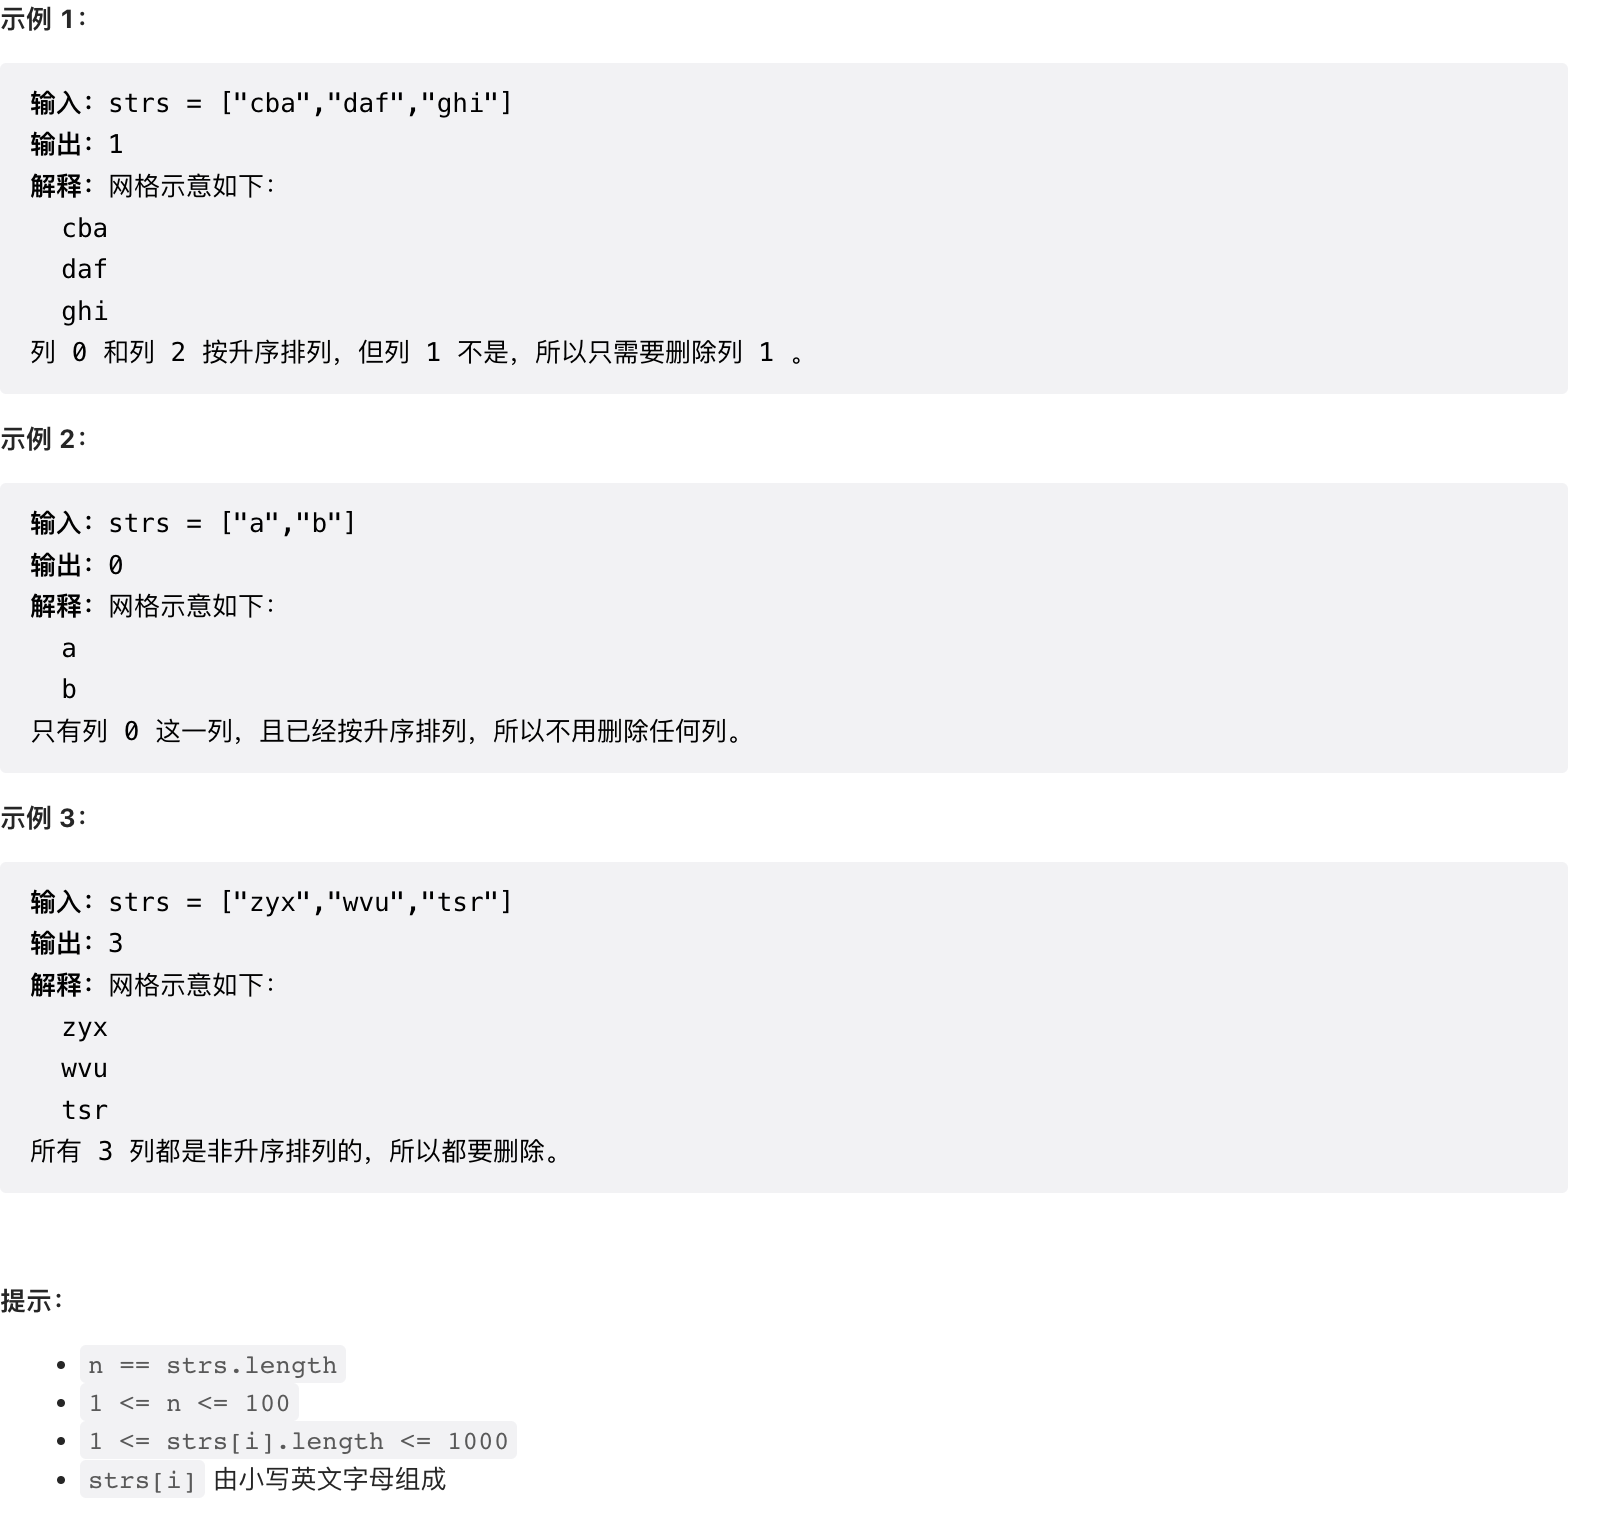 示例 1：
输入：strs = ["cba","daf","ghi"]
输出：1
解释：网格示意如下：
  cba
  daf
  ghi
列 0 和列 2 按升序排列，但列 1 不是，所以只需要删除列 1 。
示例 2：
输入：strs = ["a","b"]
输出：0
解释：网格示意如下：
  a
  b
只有列 0 这一列，且已经按升序排列，所以不用删除任何列。
示例 3：
输入：strs = ["zyx","wvu","tsr"]
输出：3
解释：网格示意如下：
  zyx
  wvu
  tsr
所有 3 列都是非升序排列的，所以都要删除。
提示：
• n == strs.length
• 1 <= n <= 100
• 1 <= strs[i].length <= 1000
• strs[i] 由小写英文字母组成